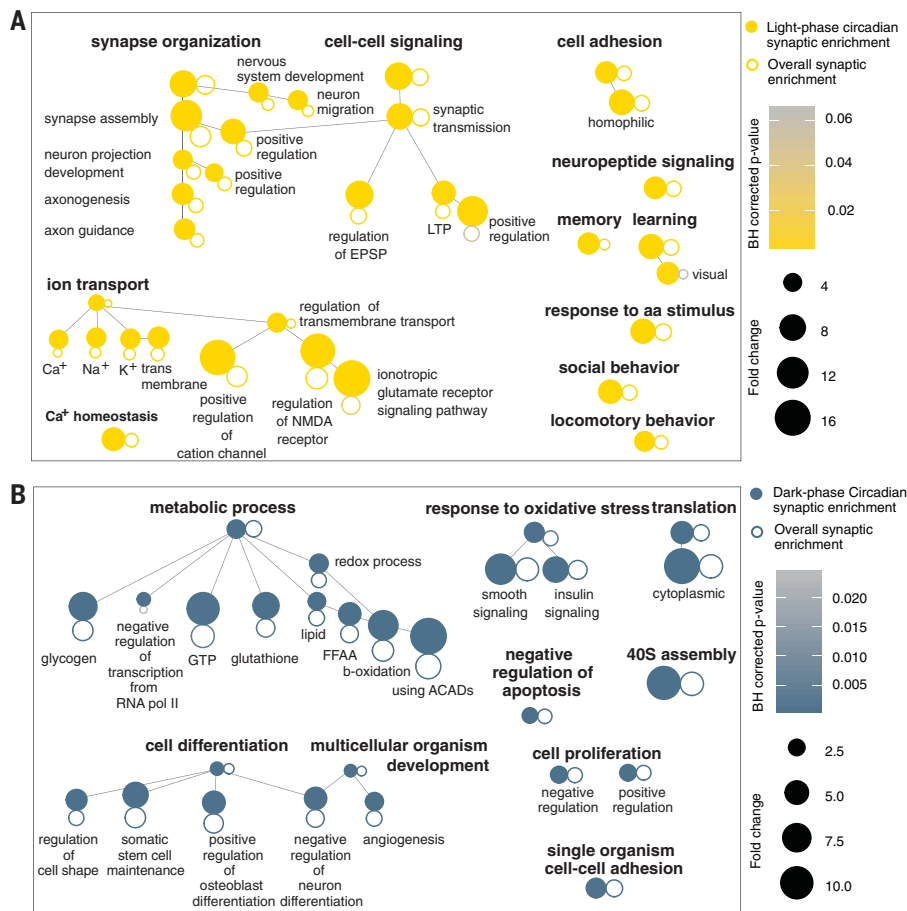 A
synapse organization
cell-cell signaling
cell adhesion
nervous
system development
neuron
migration
synapse assembly
positive
regulation
neuron projection
development
positive
regulation
axonogenesis
axon guidance
synaptic
transmission
regulation
of EPSP
LTP
positive
regulation
homophilic
neuropeptide signaling
memory
learning
visual
response to aa stimulus
social behavior
locomotory behavior
ion transport
regulation of
transmembrane transport
Ca+
Na+
K+
trans
membrane
positive
regulation
of
cation channel
regulation
of NMDA
receptor
ionotropic
glutamate receptor
signaling pathway
Ca+ homeostasis
Light-phase circadian
synaptic enrichment
Overall synaptic
enrichment
BH corrected p-value
0.06
0.04
0.02
Fold change
4
8
12
16
B
metabolic process
response to oxidative stress
translation
redox process
glycogen
negative
regulation
of
transcription
from
RNA pol II
GTP
glutathione
lipid
FFAA
b-oxidation
using ACADs
smooth
signaling
insulin
signaling
cytoplasmic
negative
regulation of
apoptosis
40S assembly
cell differentiation
multicellular organism
development
regulation
of
cell shape
somatic
stem cell
maintenance
positive
regulation
of
osteoblast differentiation
negative
regulation
of
neuron differentiation
angiogenesis
cell proliferation
negative
regulation
positive
regulation
single organism
cell-cell adhesion
Dark-phase Circadian
synaptic enrichment
Overall synaptic
enrichment
BH corrected p-value
0.020
0.015
0.010
0.005
Fold change
2.5
5.0
7.5
10.0